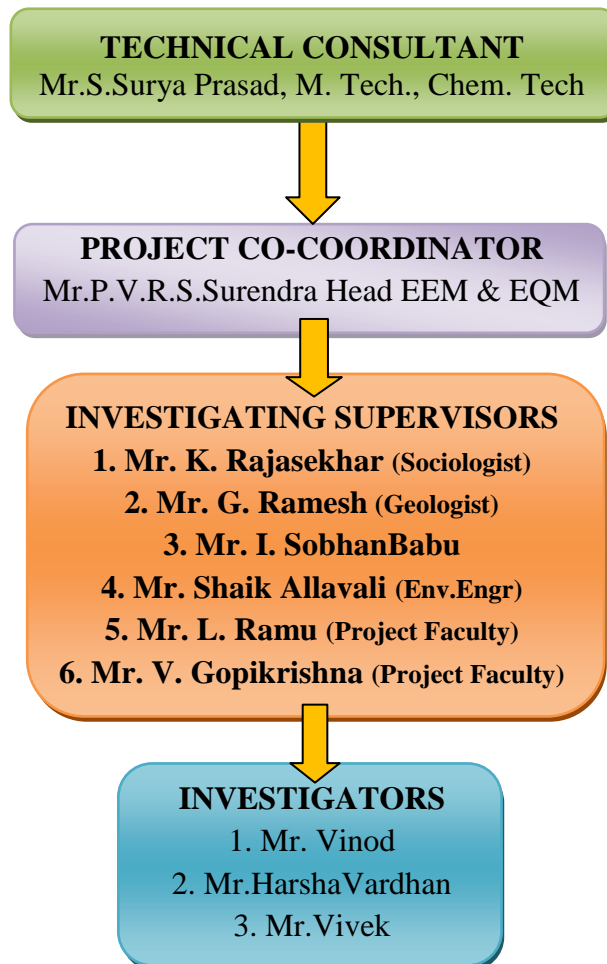 TECHNICAL CONSULTANT
Mr.S.Surya Prasad, M. Tech., Chem. Tech
PROJECT CO-COORDINATOR
Mr.P.V.R.S.Surendra Head EEM & EQM
INVESTIGATING SUPERVISORS
1. Mr. K. Rajasekhar (Sociologist)
2. Mr. G. Ramesh (Geologist)
3. Mr. I. SobhanBabu
4. Mr. Shaik Allavali (Env.Engr)
5. Mr. L. Ramu (Project Faculty)
6. Mr. V. Gopikrishna (Project Faculty)
INVESTIGATORS
1. Mr. Vinod
2. Mr.HarshaVardhan
3. Mr.Vivek